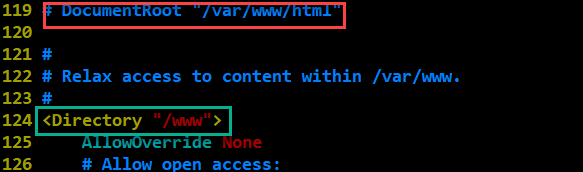 119 # DocumentRoot "/var/www/html"
120
121 #
122 # Relax access to content within /var/www.
123 #
124 <Directory "/www">
125     AllowOverride None
126     # Allow open access: